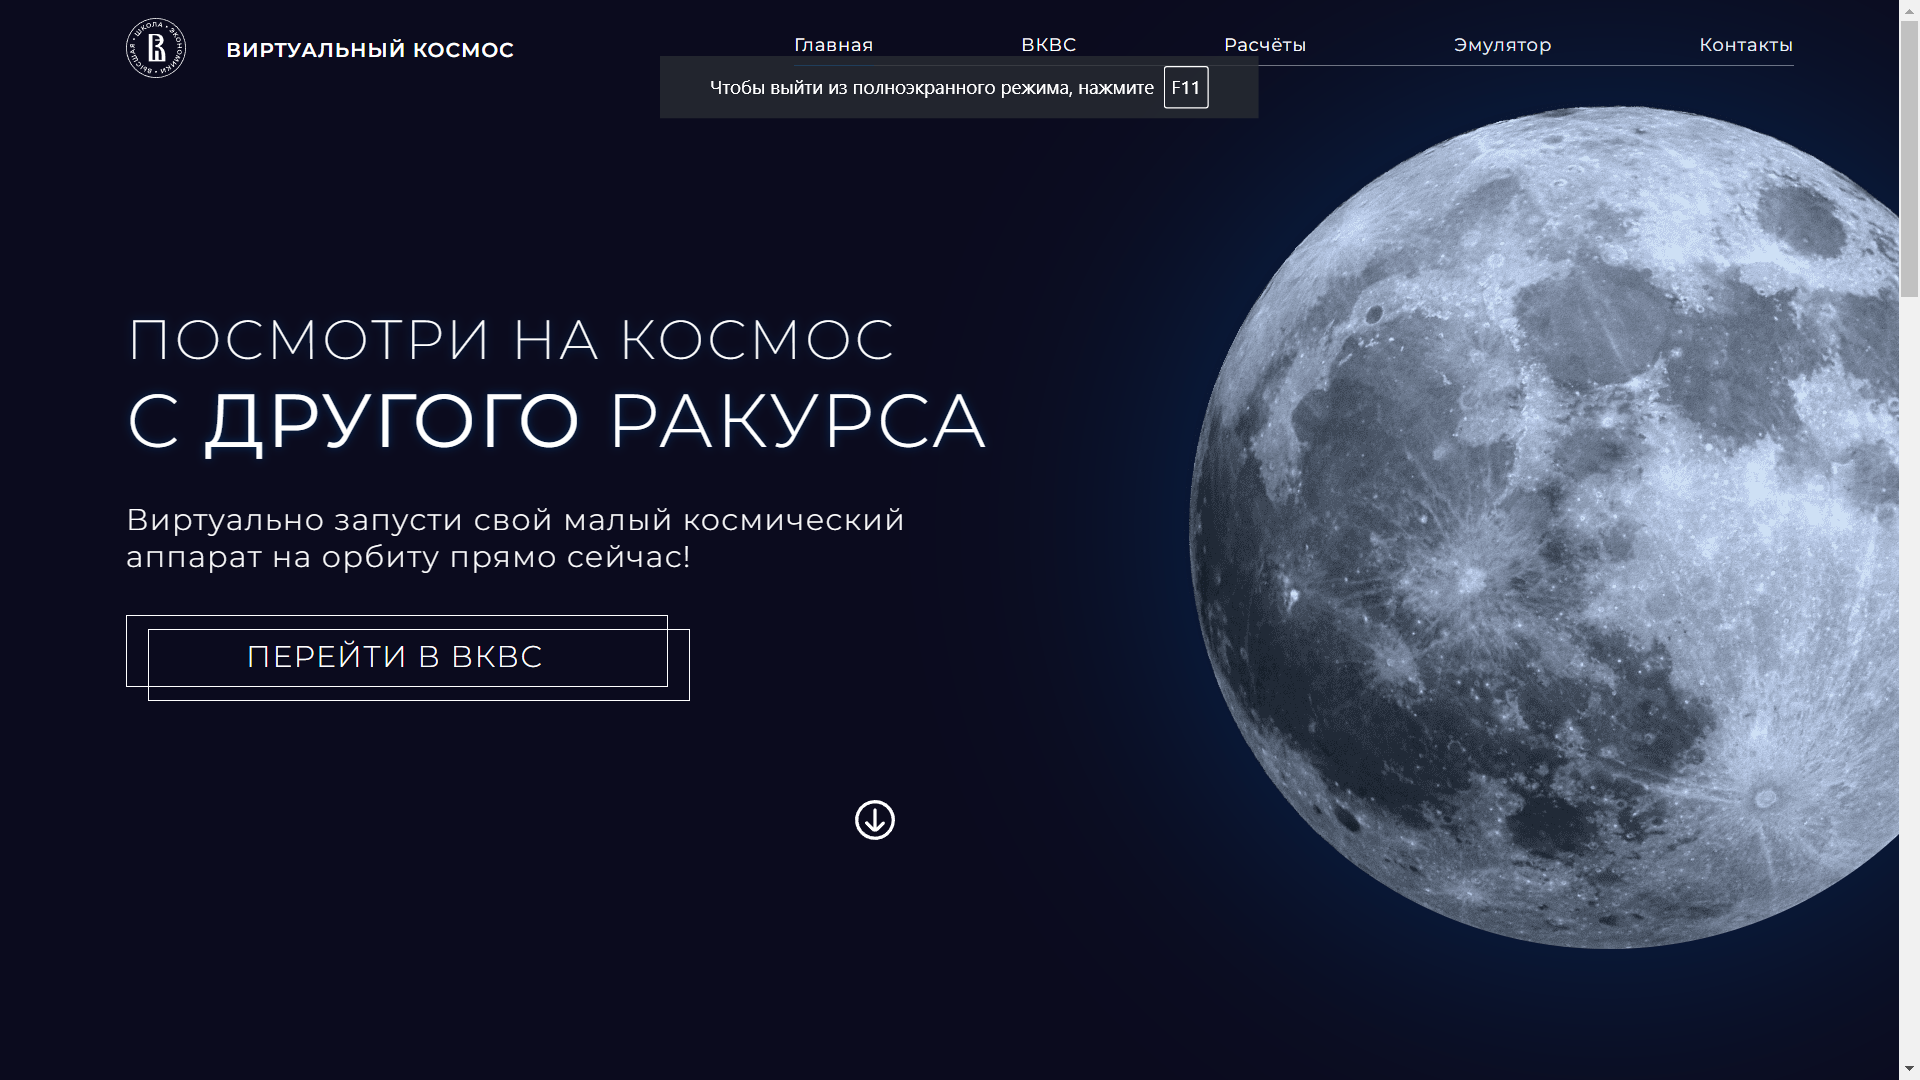 ВЫСШАЯ • ШКОЛА • ЭКОНОМИКИ •
ВИРТУАЛЬНЫЙ КОСМОС
Главная
ВКВС
Расчёты
Эмулятор
Контакты
Чтобы выйти из полноэкранного режима, нажмите F11
ПОСМОТРИ НА КОСМОС
С ДРУГОГО РАКУРСА
Виртуально запусти свой малый космический
аппарат на орбиту прямо сейчас!
ПЕРЕЙТИ В ВКВС